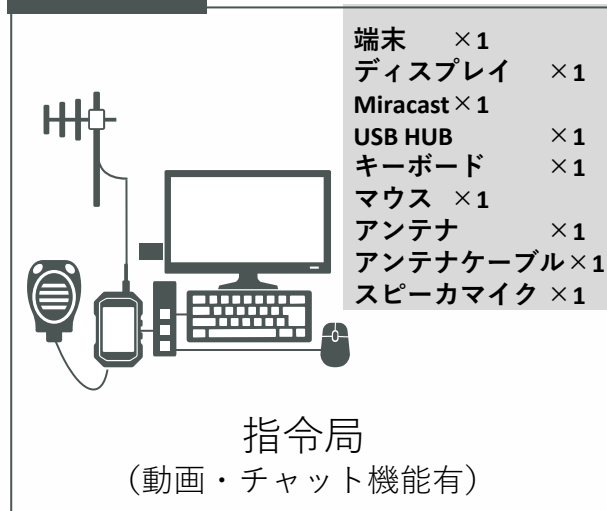 端末　×1
ディスプレイ　×1
Miracast×1
USB HUB　×1
キーボード　×1
マウス　×1
アンテナ　×1
アンテナケーブル×1
スピーカマイク　×1
指令局
（動画・チャット機能有）